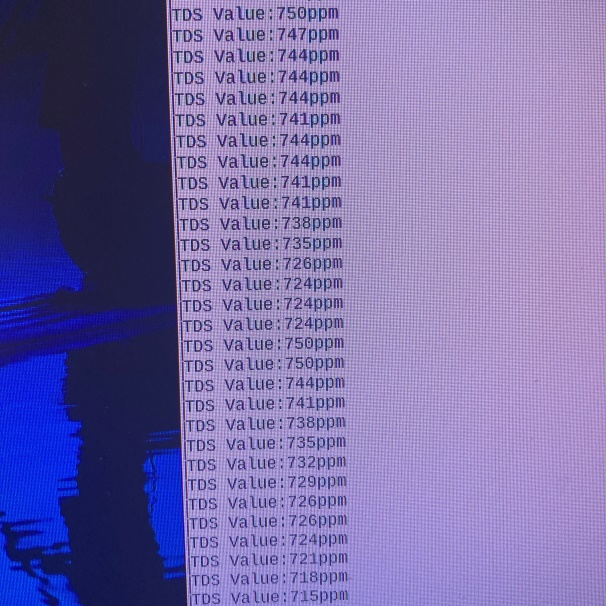 TDS Value:750ppm
TDS Value:747ppm
TDS Value:744ppm
TDS Value:744ppm
TDS Value:744ppm
TDS Value:741ppm
TDS Value:744ppm
TDS Value:744ppm
TDS Value:741ppm
TDS Value:741ppm
TDS Value:738ppm
TDS Value:735ppm
TDS Value:726ppm
TDS Value:724ppm
TDS Value:724ppm
TDS Value:724ppm
TDS Value:750ppm
TDS Value:750ppm
TDS Value:744ppm
TDS Value:741ppm
TDS Value:738ppm
TDS Value:735ppm
TDS Value:732ppm
TDS Value:729ppm
TDS Value:726ppm
TDS Value:726ppm
TDS Value:724ppm
TDS Value:721ppm
TDS Value:718ppm
TDS Value:715ppm